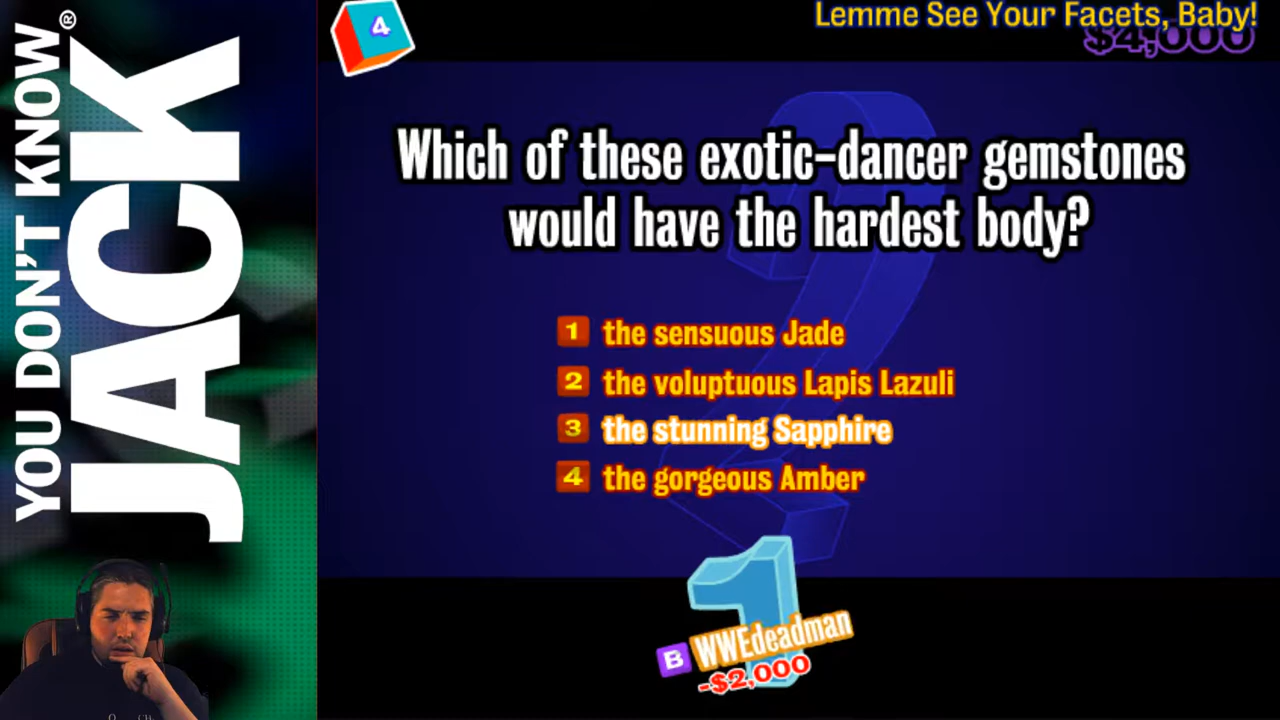 YOU DON'T KNOW
JACK®
4
Lemme See Your Facets, Baby!
$4,000
Which of these exotic-dancer gemstones
would have the hardest body?
1 the sensuous Jade
2 the voluptuous Lapis Lazuli
3 the stunning Sapphire
4 the gorgeous Amber
1
B WWEdeadman
-$2,000